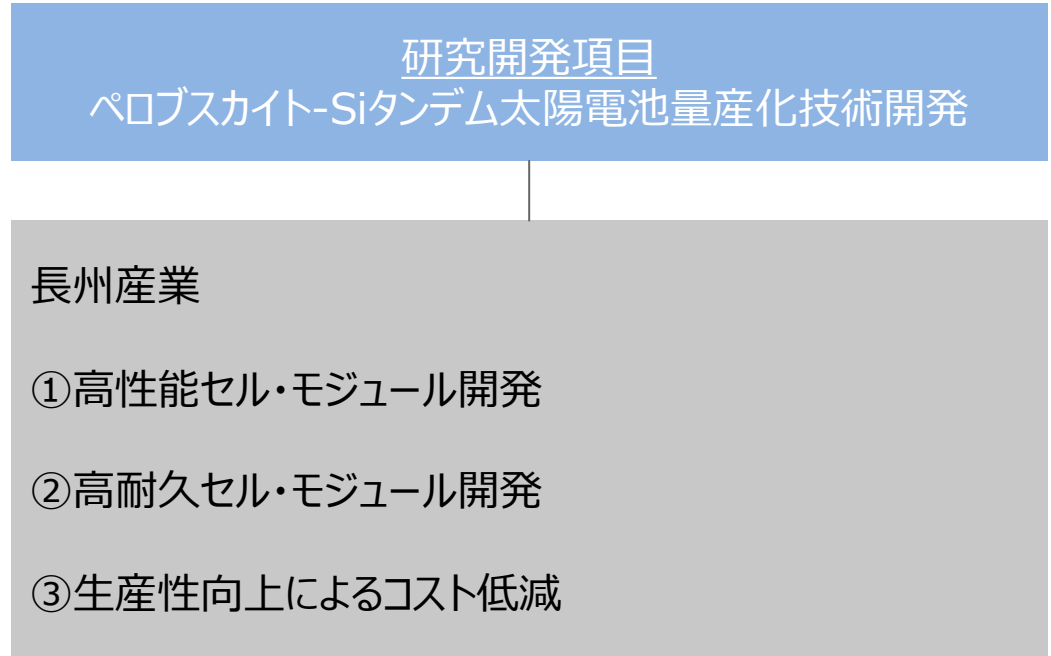 研究開発項目
ペロブスカイト-Siタンデム太陽電池量産化技術開発
長州産業
①高性能セル・モジュール開発
②高耐久セル・モジュール開発
③生産性向上によるコスト低減